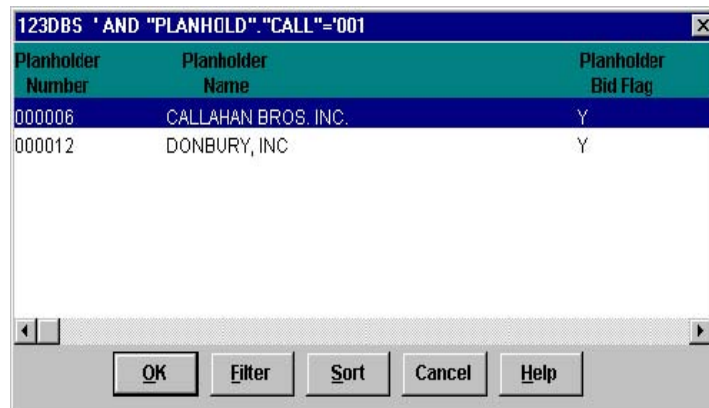 123DBS ' AND "PLANHOLD"."CALL"='001
Planholder Planholder Planholder
Number Name Bid Flag
000006 CALLAHAN BROS. INC. Y
000012 DONBURY, INC Y
OK Filter Sort Cancel Help